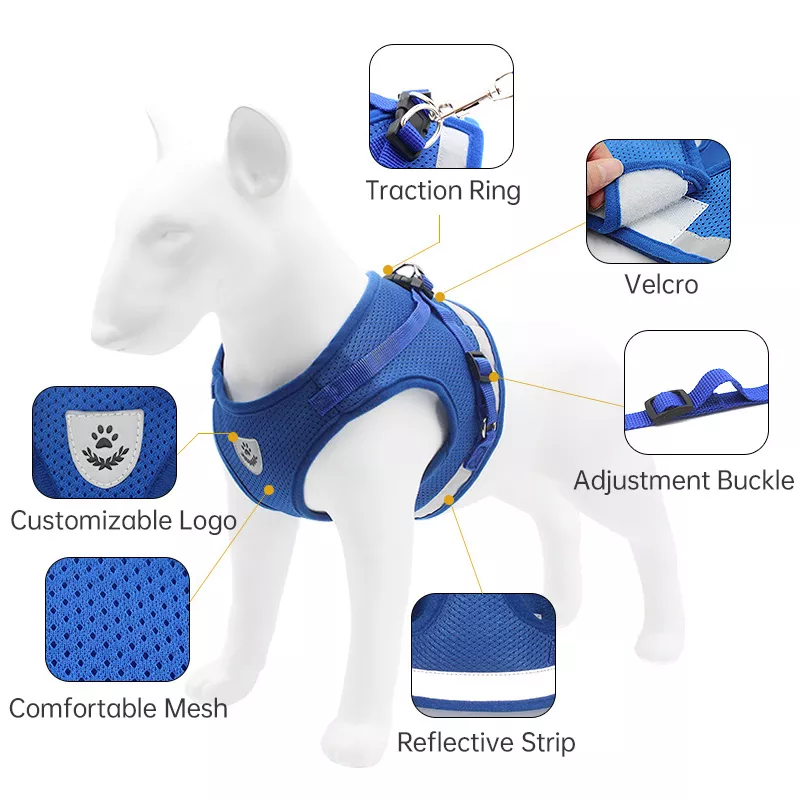 Traction Ring
Velcro
Adjustment Buckle
Customizable Logo
Comfortable Mesh
Reflective Strip